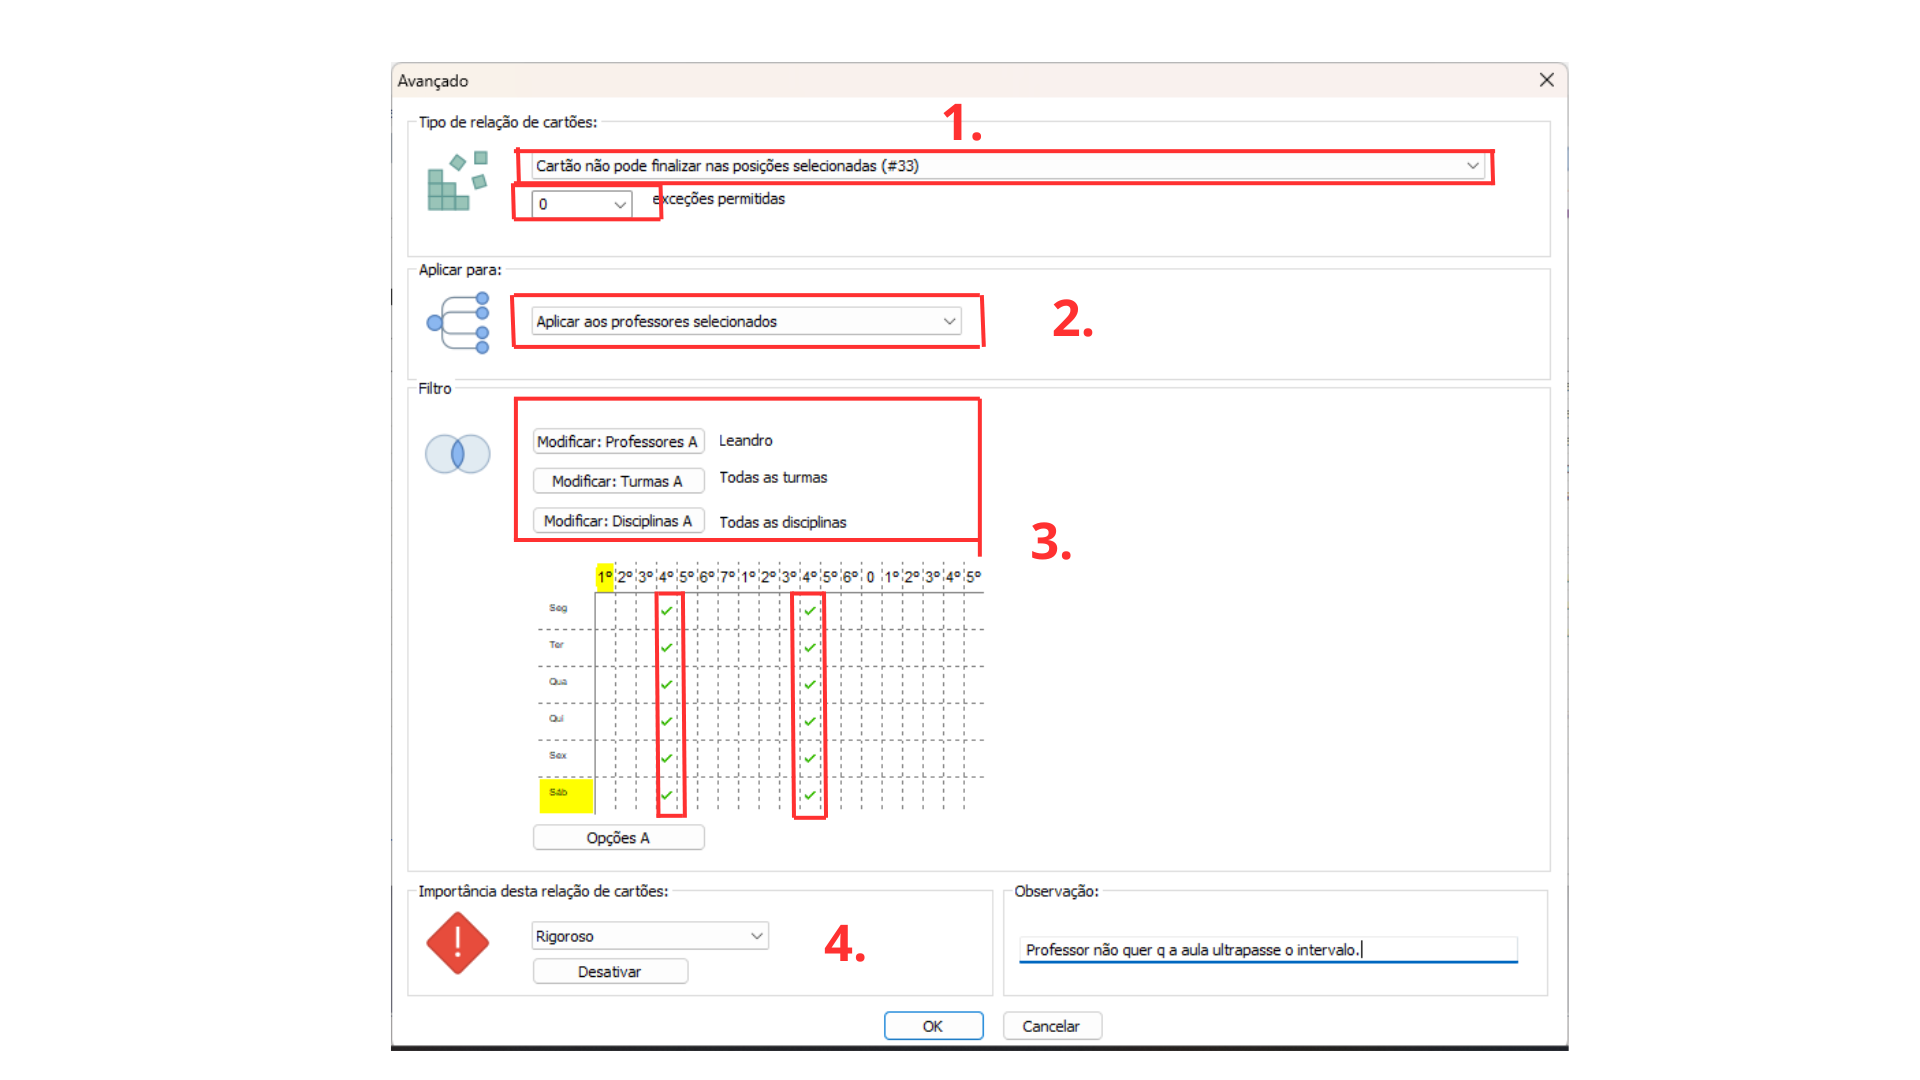 Avançado
Tipo de relação de cartões:
1.
Cartão não pode finalizar nas posições selecionadas (#33)
0 exceções permitidas
Aplicar para:
Aplicar aos professores selecionados
2.
Filtro
Modificar: Professores A Leandro
Modificar: Turmas A Todas as turmas
Modificar: Disciplinas A Todas as disciplinas
3.
1º 2º 3º 4º 5º 6º 7º 1º 2º 3º 4º 5º 6º 0 1º 2º 3º 4º 5º
Seg
Ter
Qua
Qui
Sex
Sáb
Opções A
Importância desta relação de cartões:
Rigoroso
Desativar
4.
Observação:
Professor não quer q a aula ultrapasse o intervalo.
OK
Cancelar